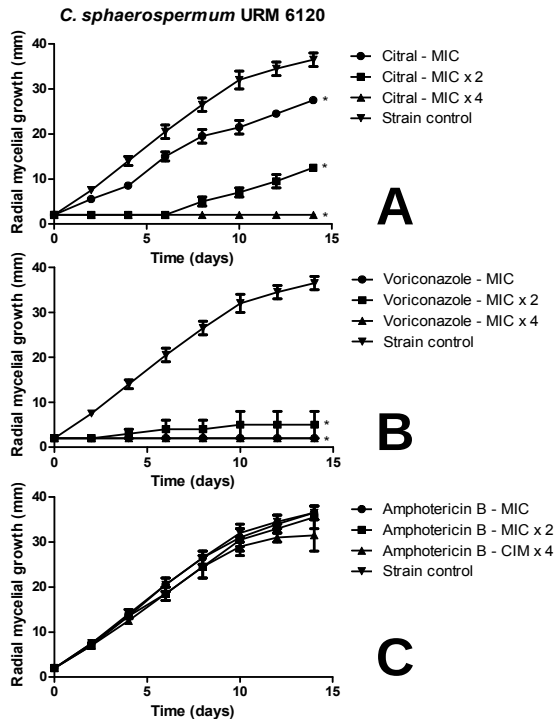 C. sphaerospermum URM 6120
Radial mycelial growth (mm)
40
30
20
10
0
0
5
10
15
Time (days)
Citral - MIC
Citral - MIC x 2
Citral - MIC x 4
Strain control
*
*
*
A
Radial mycelial growth (mm)
40
30
20
10
0
0
5
10
15
Time (days)
Voriconazole - MIC
Voriconazole - MIC x 2
Voriconazole - MIC x 4
Strain control
*
*
B
Radial mycelial growth (mm)
40
30
20
10
0
0
5
10
15
Time (days)
Amphotericin B - MIC
Amphotericin B - MIC x 2
Amphotericin B - CIM x 4
Strain control
C